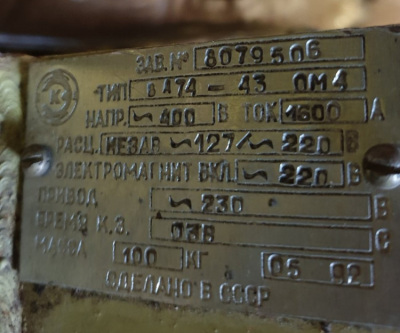 ЗАВ.№ 8079506
ТИП ВА74 - 43 ОМ4
НАПР. ~400 В ТОК 1600 А
РАСЦ. НЕЗАВ. ~127/~220 В
ЭЛЕКТРОМАГНИТ ВКЛ. ~220 В
ПРИВОД ~230 В
ВРЕМЯ К.З. 03В С
МАССА 100 КГ 05 92
СДЕЛАНО В СССР